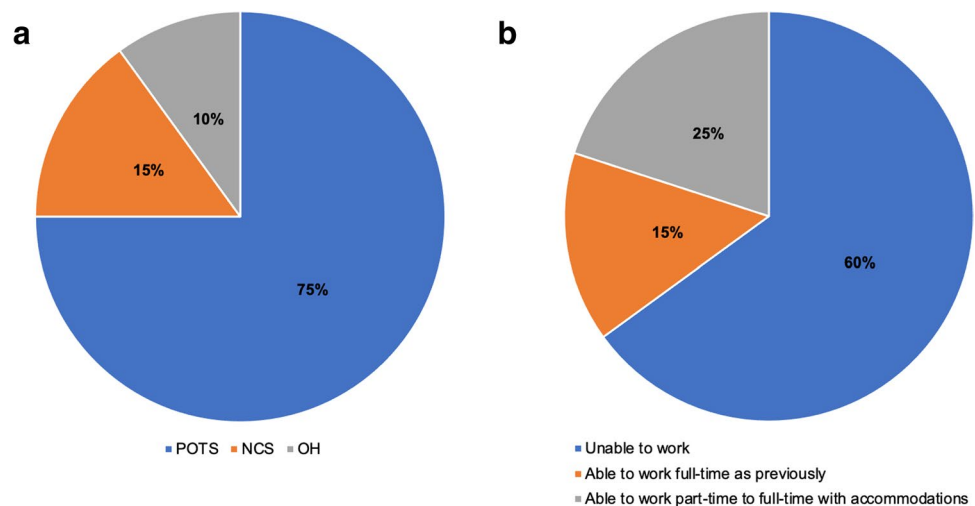 a
10%
15%
75%
POTS NCS OH
b
25%
15%
60%
Unable to work
Able to work full-time as previously
Able to work part-time to full-time with accommodations